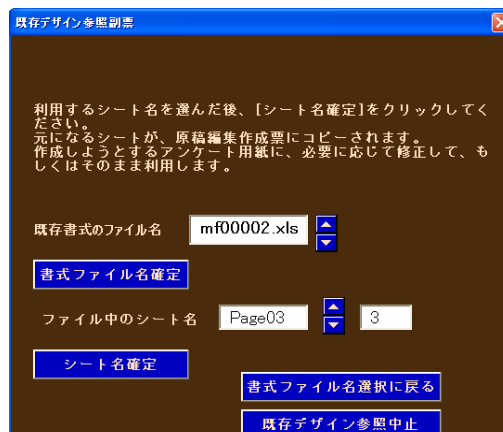 既存デザイン参照副票
利用するシート名を選んだ後、[シート名確定]をクリックしてく
ださい。
元になるシートが、原稿編集作成票にコピーされます。
作成しようとするアンケート用紙に、必要に応じて修正して、も
しくはそのまま利用します。
既存書式のファイル名 mf00002.xls
書式ファイル名確定
ファイル中のシート名 Page03 3
シート名確定
書式ファイル名選択に戻る
既存デザイン参照中止